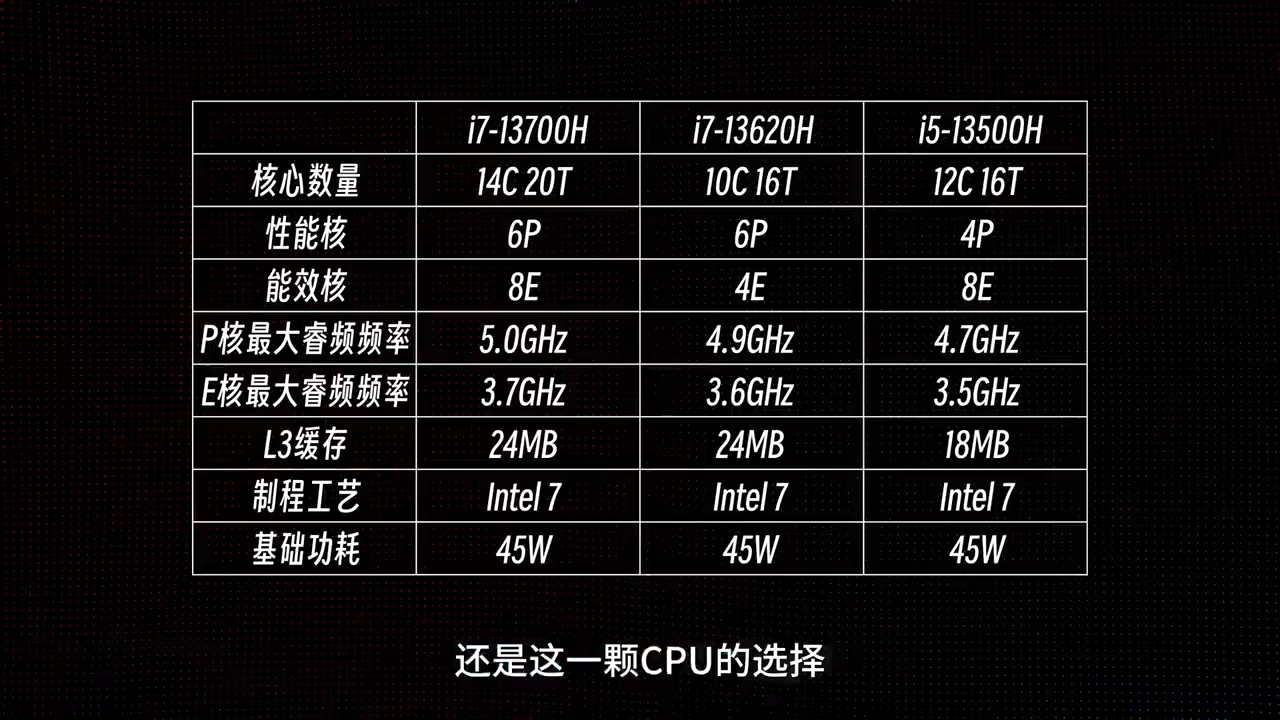 i7-13700H i7-13620H i5-13500H
核心数量 14C 20T 10C 16T 12C 16T
性能核 6P 6P 4P
能效核 8E 4E 8E
P核最大睿频频率 5.0GHz 4.9GHz 4.7GHz
E核最大睿频频率 3.7GHz 3.6GHz 3.5GHz
L3缓存 24MB 24MB 18MB
制程工艺 Intel 7 Intel 7 Intel 7
基础功耗 45W 45W 45W
还是这一颗CPU的选择